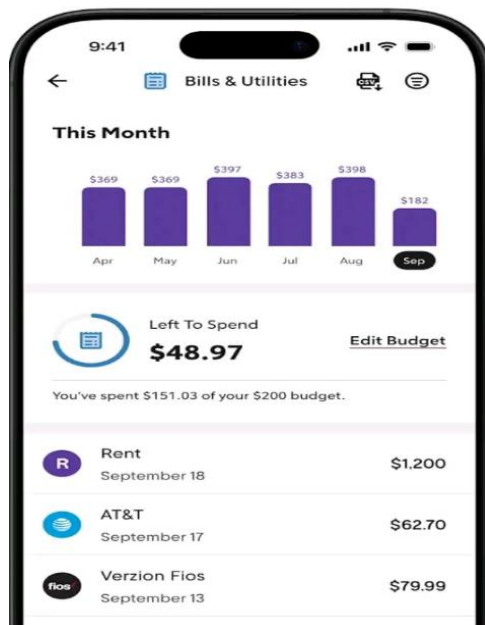 9:41
Bills & Utilities
CSV
This Month
$369 $369 $397 $383 $398 $182
Apr May Jun Jul Aug Sep
Left To Spend
$48.97
Edit Budget
You've spent $151.03 of your $200 budget.
R
Rent
$1,200
September 18
AT&T
$62.70
September 17
fios
Verzion Fios
$79.99
September 13